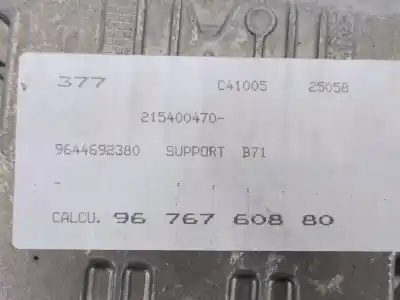 377 C41005 25058
215400470-
9644692380 SUPPORT B71
-
CALCU. 96 767 608 80